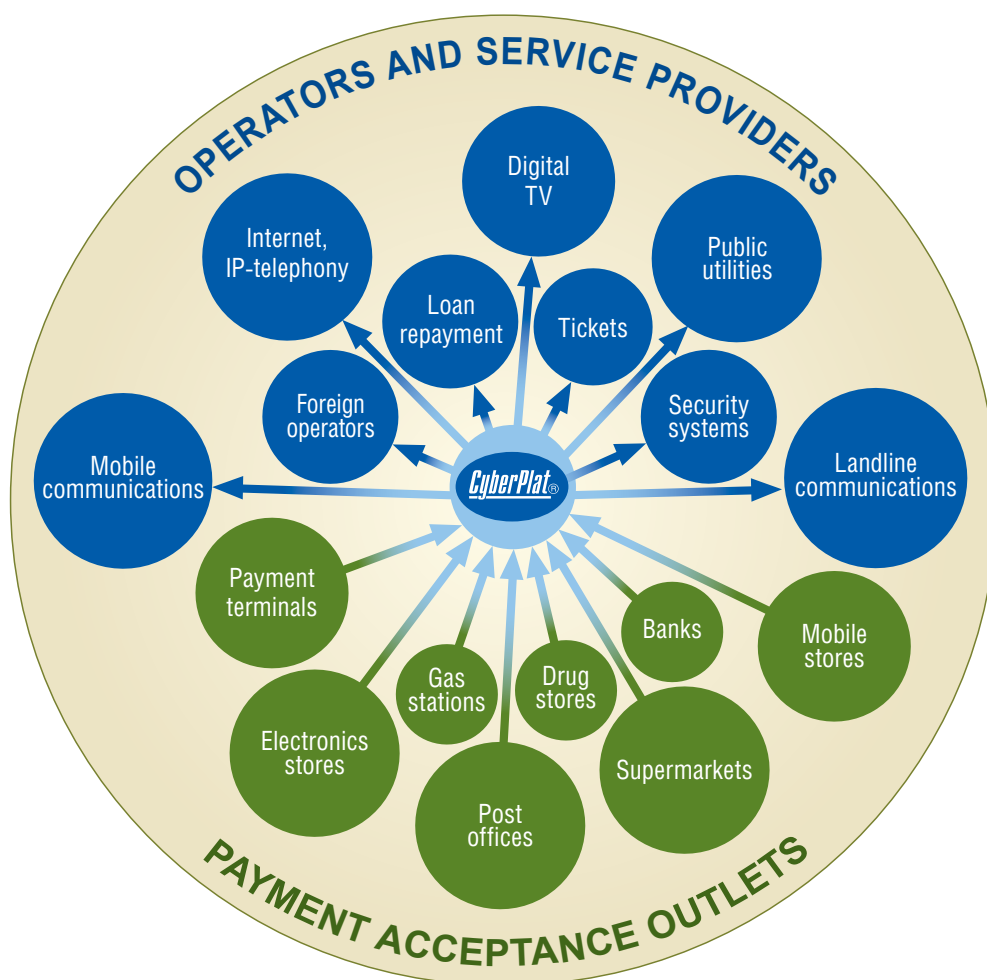 OPERATORS AND SERVICE PROVIDERS
Digital
TV
Internet,
IP-telephony
Public
utilities
Loan
repayment
Tickets
Foreign
operators
Security
systems
Mobile
communications
CyberPlat®
Landline
communications
Payment
terminals
Banks
Mobile
stores
Gas
stations
Drug
stores
Electronics
stores
Supermarkets
Post
offices
PAYMENT ACCEPTANCE OUTLETS